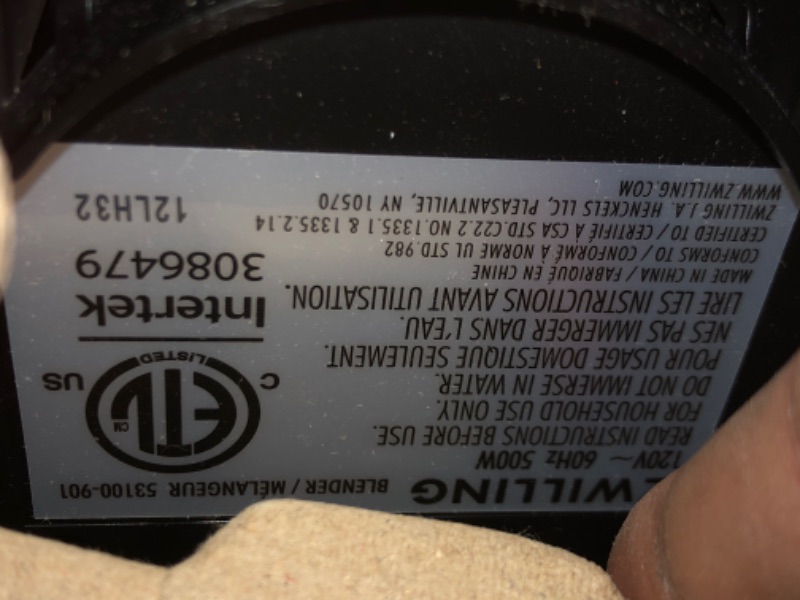 ZWILLING BLENDER / MÉLANGEUR 53100-901
120V ~ 60Hz 500W
READ INSTRUCTIONS BEFORE USE.
FOR HOUSEHOLD USE ONLY.
DO NOT IMMERSE IN WATER.
POUR USAGE DOMESTIQUE SEULEMENT.
NES PAS IMMERGER DANS L'EAU.
LIRE LES INSTRUCTIONS AVANT UTILISATION.
MADE IN CHINA / FABRIQUÉ EN CHINE
CONFORMS TO / CONFORME À NORME UL STD.982
CERTIFIED TO / CERTIFIÉ À CSA STD.C22.2 NO.1335.1 & 1335.2.14
ZWILLING J.A. HENCKELS LLC, PLEASANTVILLE, NY 10570
WWW.ZWILLING.COM
ETL CM
LISTED
C US
Intertek
3086479
12LH32